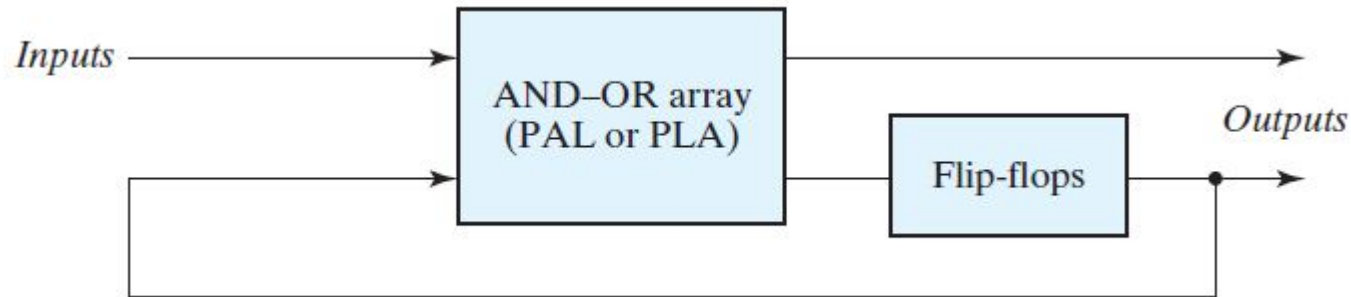 Inputs
AND–OR array
(PAL or PLA)
Outputs
Flip-flops